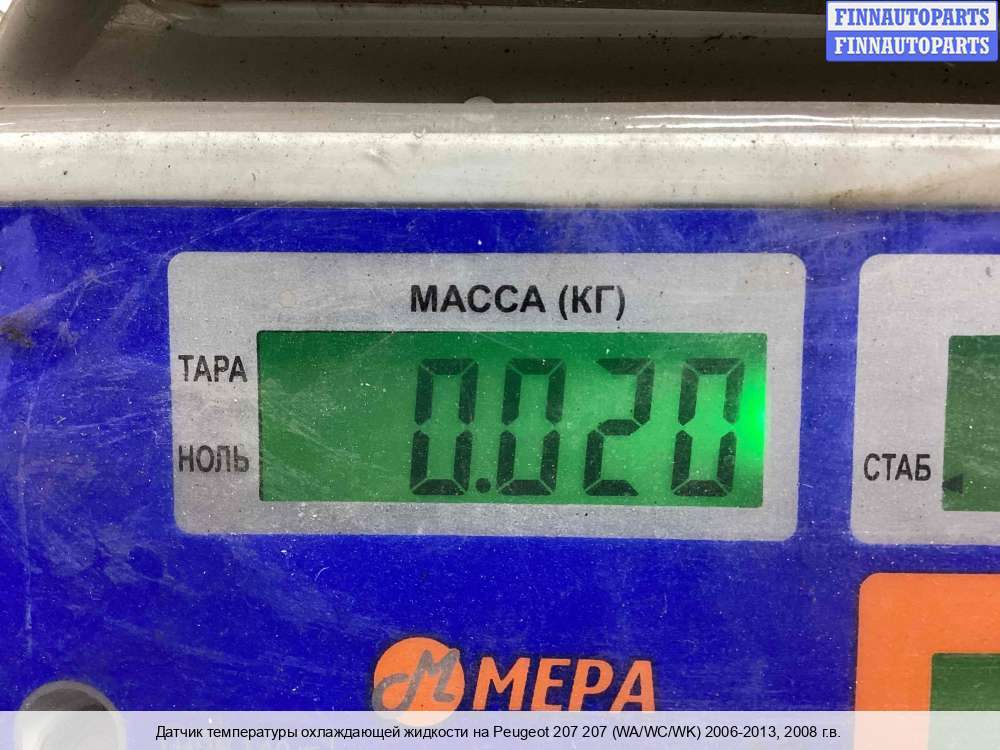 FINNAUTOPARTS
FINNAUTOPARTS
МАССА (КГ)
ТАРА
0.020
НОЛЬ
СТАБ
М МЕРА
Датчик температуры охлаждающей жидкости на Peugeot 207 207 (WA/WC/WK) 2006-2013, 2008 г.в.